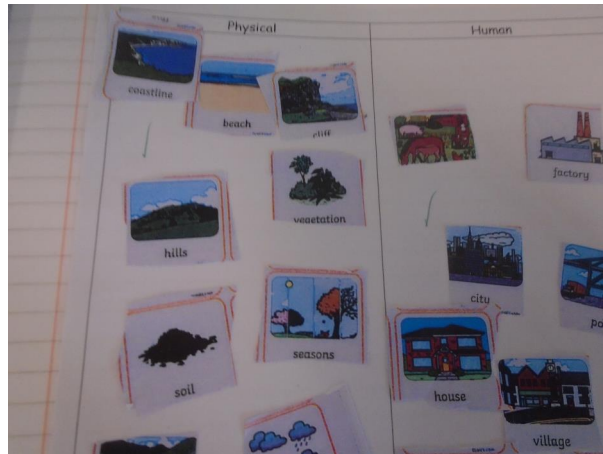 Physical
Human
coastline
beach
cliff
factory
vegetation
hills
city
seasons
soil
house
village